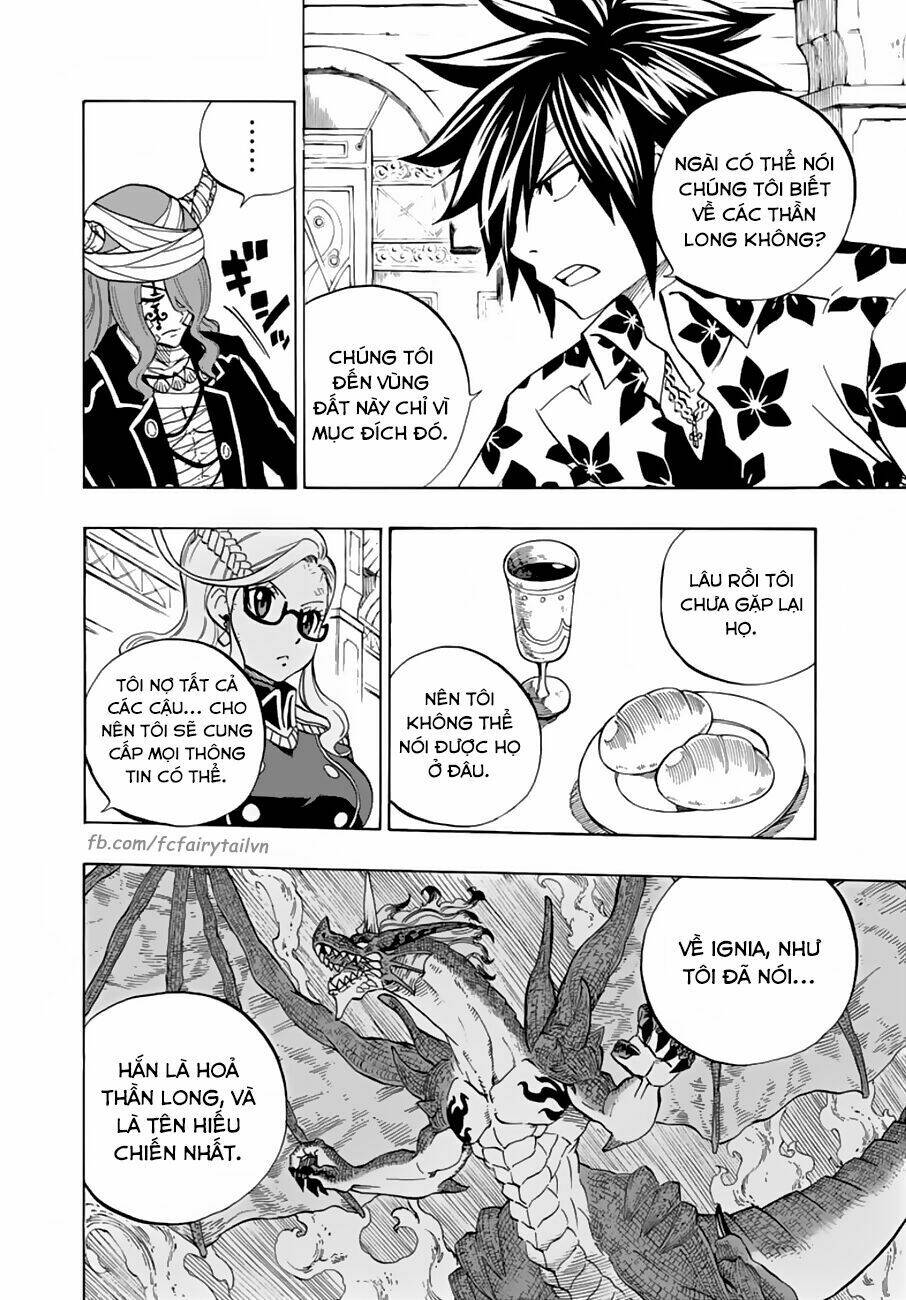 NGÀI CÓ THỂ NÓI
CHÚNG TÔI BIẾT
VỀ CÁC THẦN
LONG KHÔNG?
CHÚNG TÔI
ĐẾN VÙNG
ĐẤT NÀY CHỈ VÌ
MỤC ĐÍCH ĐÓ.
......
ギシッ
TÔI NỢ TẤT CẢ
CÁC CẬU... CHO
NÊN TÔI SẼ CUNG
CẤP MỌI THÔNG
TIN CÓ THỂ.
LÂU RỒI TÔI
CHƯA GẶP LẠI
HỌ.
NÊN TÔI
KHÔNG THỂ
NÓI ĐƯỢC HỌ
Ở ĐÂU.
fb.com/fcfairytailvn
VỀ IGNIA, NHƯ
TÔI ĐÃ NÓI...
HẮN LÀ HOẢ
THẦN LONG, VÀ
LÀ TÊN HIẾU
CHIẾN NHẤT.